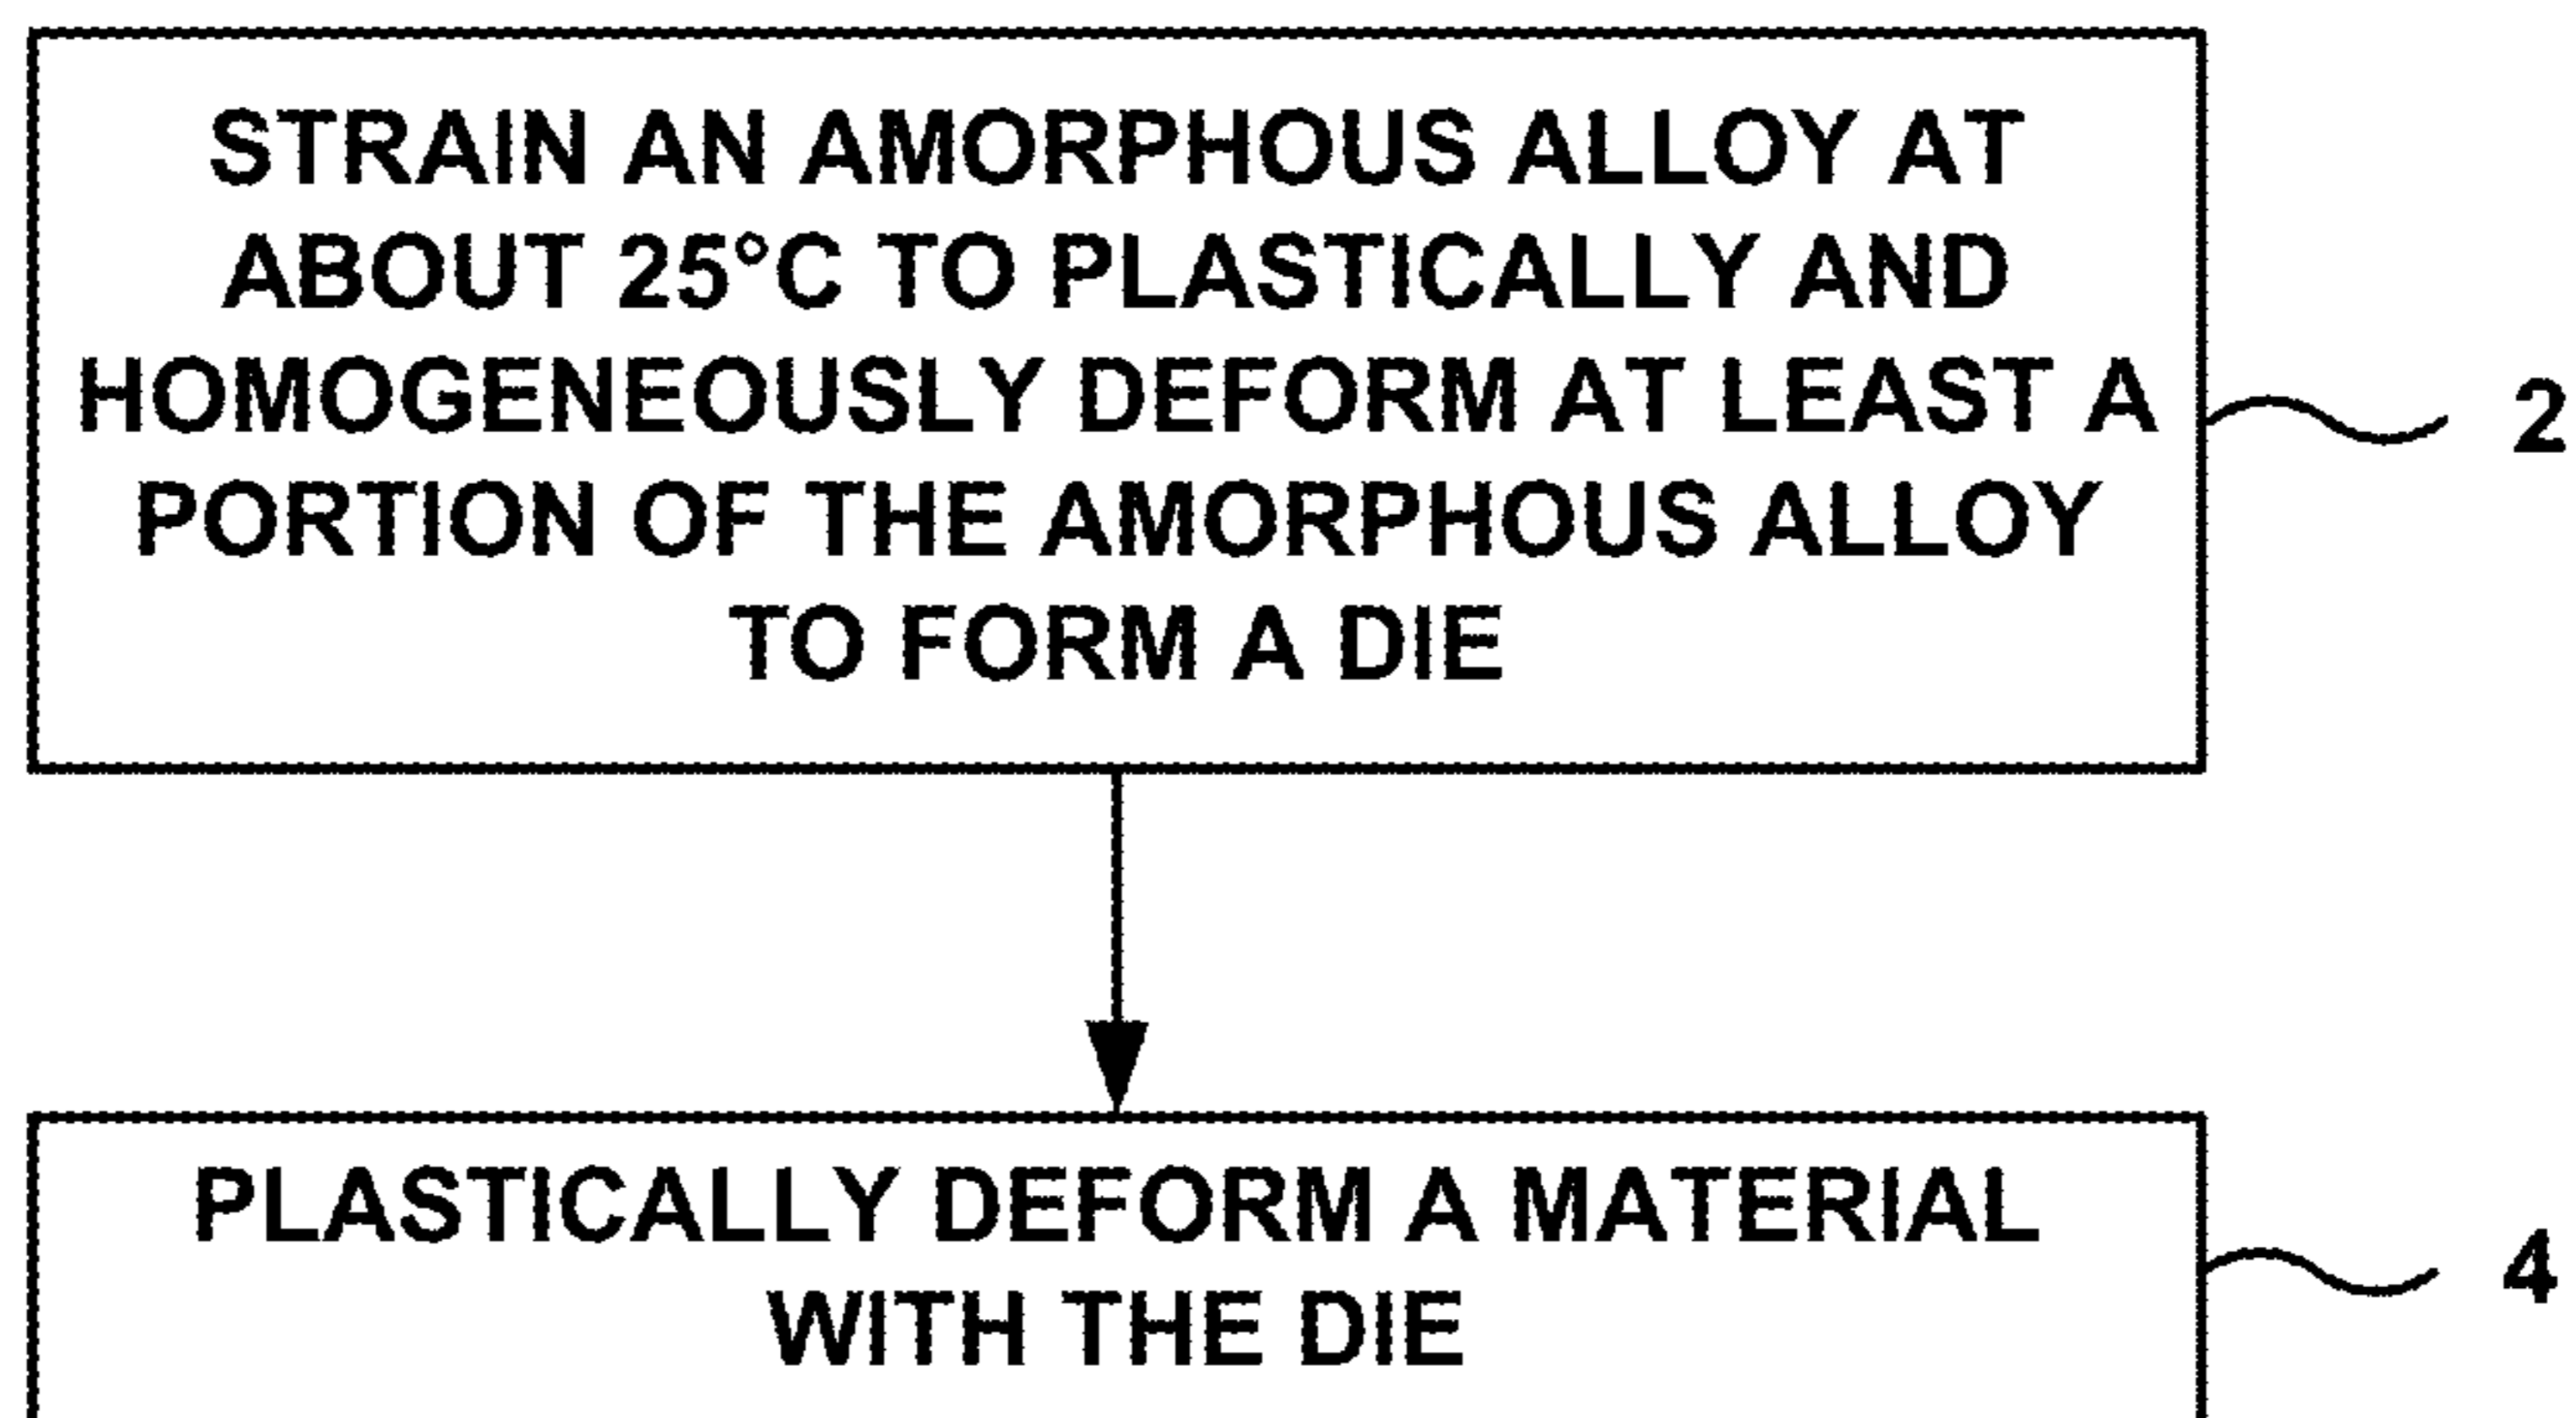 STRAIN AN AMORPHOUS ALLOY AT
ABOUT 25°C TO PLASTICALLY AND
HOMOGENEOUSLY DEFORM AT LEAST A
PORTION OF THE AMORPHOUS ALLOY
TO FORM A DIE
2
PLASTICALLY DEFORM A MATERIAL
WITH THE DIE
4